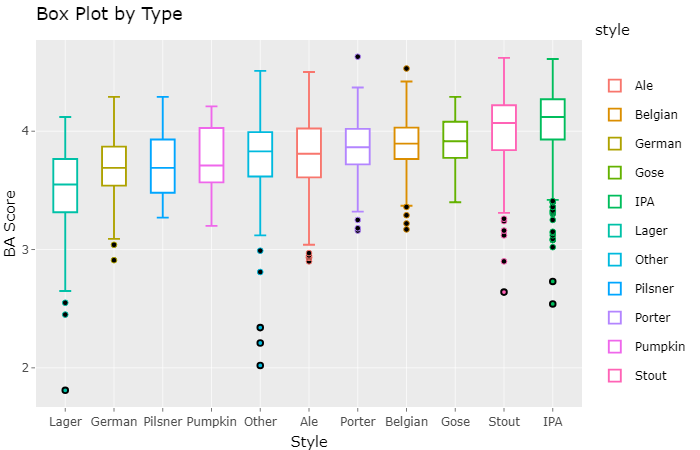 Box Plot by Type
style
Ale
Belgian
German
Gose
IPA
Lager
Other
Pilsner
Porter
Pumpkin
Stout
BA Score
4
3
2
Lager German Pilsner Pumpkin Other Ale Porter Belgian Gose Stout IPA
Style